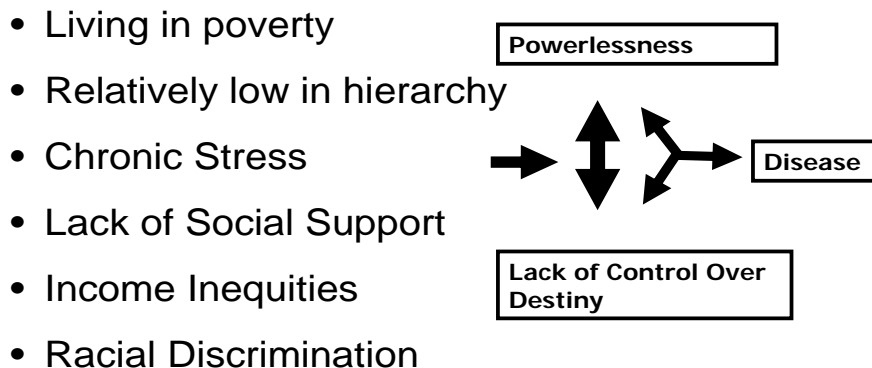 • Living in poverty
• Relatively low in hierarchy
• Chronic Stress
• Lack of Social Support
• Income Inequities
• Racial Discrimination
Powerlessness
Disease
Lack of Control Over
Destiny